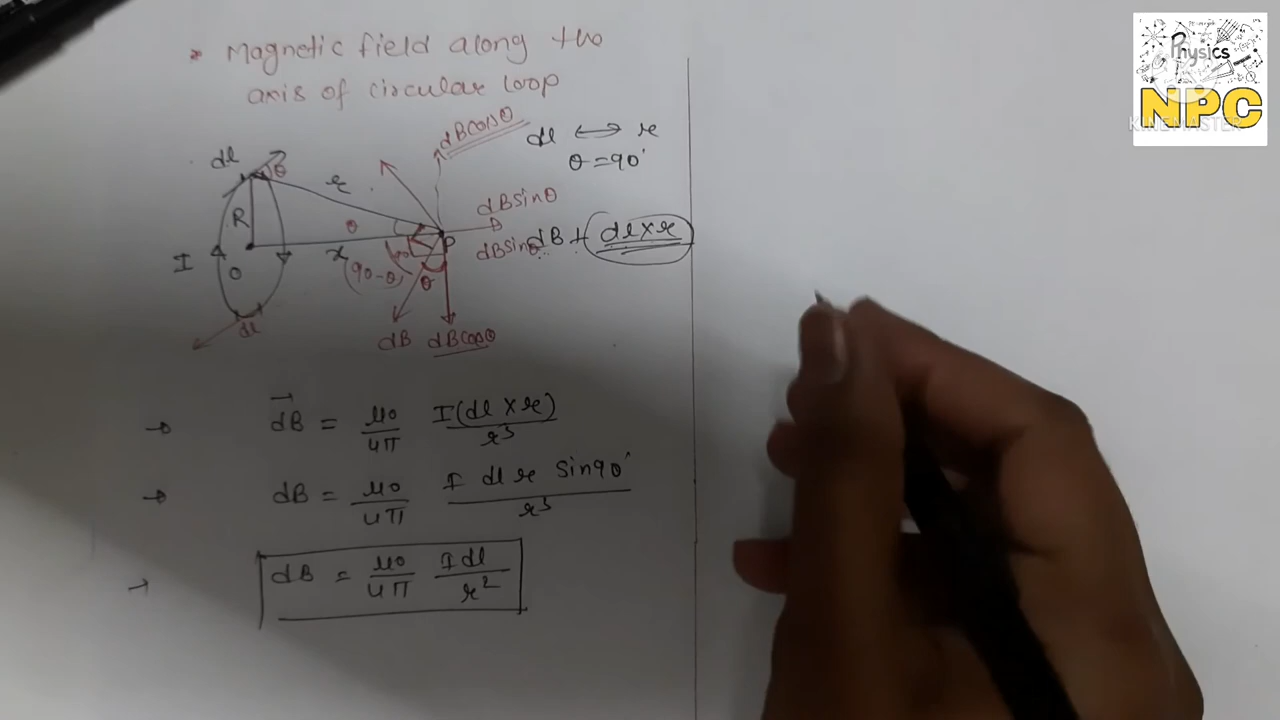 * Magnetic field along the
axis of circular loop
dl
θ
r
R
θ
I
O
x
(90-θ)
θ
P
dl
dB
dBcosθ
dBcosθ
dBsinθ
dBsinθ
dl ↔ r
θ = 90°
dB ⊥ (dl×r)
→ dB = μ0/4π I(dl × r)/r³
→ dB = μ0/4π I dl r sin90°/r³
→ dB = μ0/4π I dl/r²
Physics
NPC
KINEMASTER